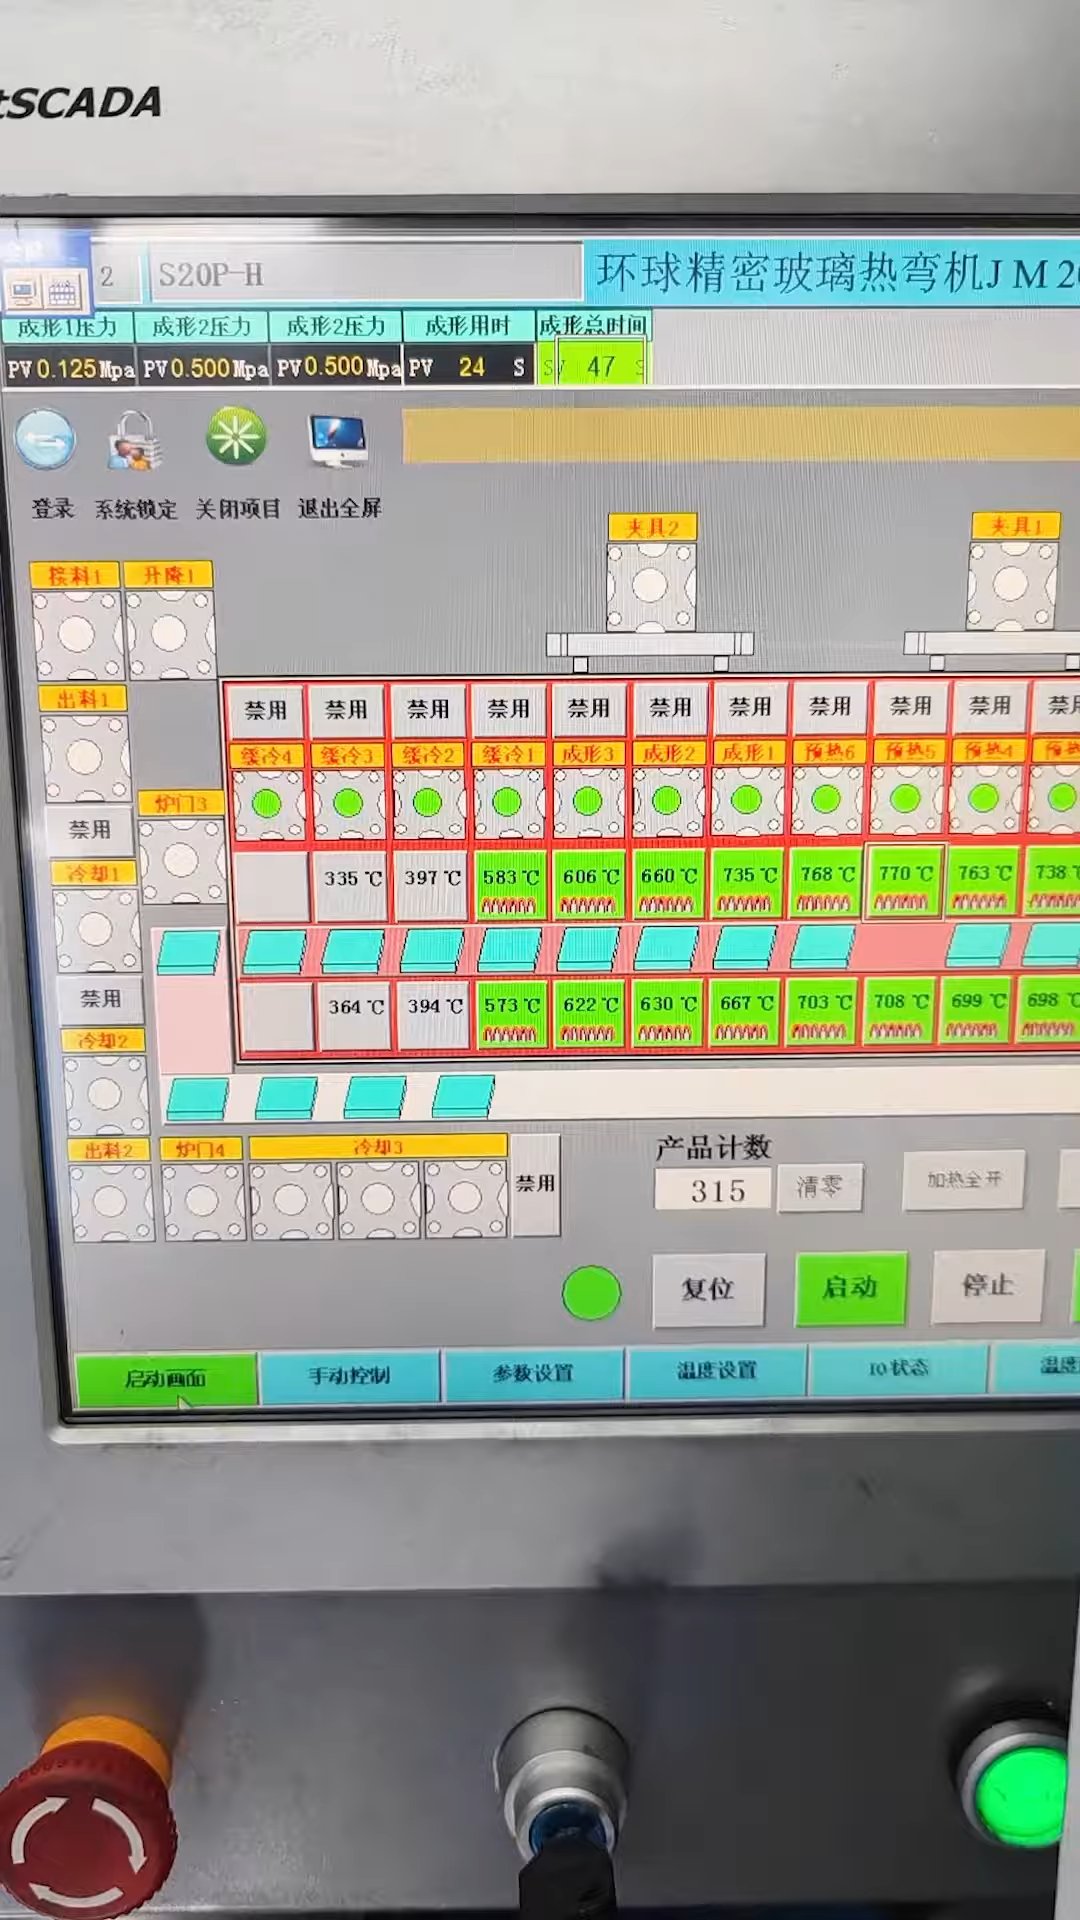 tSCADA
2 S20P-H 环球精密玻璃热弯机JM20
成形1压力 成形2压力 成形2压力 成形用时 成形总时间
PV 0.125 Mpa PV 0.500 Mpa PV 0.500 Mpa PV 24 S SV 47 S
登录 系统锁定 关闭项目 退出全屏
夹具2 夹具1
接料1 升降1
出料1
禁用 禁用 禁用 禁用 禁用 禁用 禁用 禁用 禁用 禁用 禁用
缓冷4 缓冷3 缓冷2 缓冷1 成形3 成形2 成形1 预热6 预热5 预热4 预热
炉门3
禁用
冷却1
335℃ 397℃ 583℃ 606℃ 660℃ 735℃ 768℃ 770℃ 763℃ 738℃
禁用
364℃ 394℃ 573℃ 622℃ 630℃ 667℃ 703℃ 708℃ 699℃ 698℃
冷却2
出料2 炉门4 冷却3
禁用
产品计数
315 清零 加热全开
复位 启动 停止
启动画面 手动控制 参数设置 温度设置 IO状态 温度